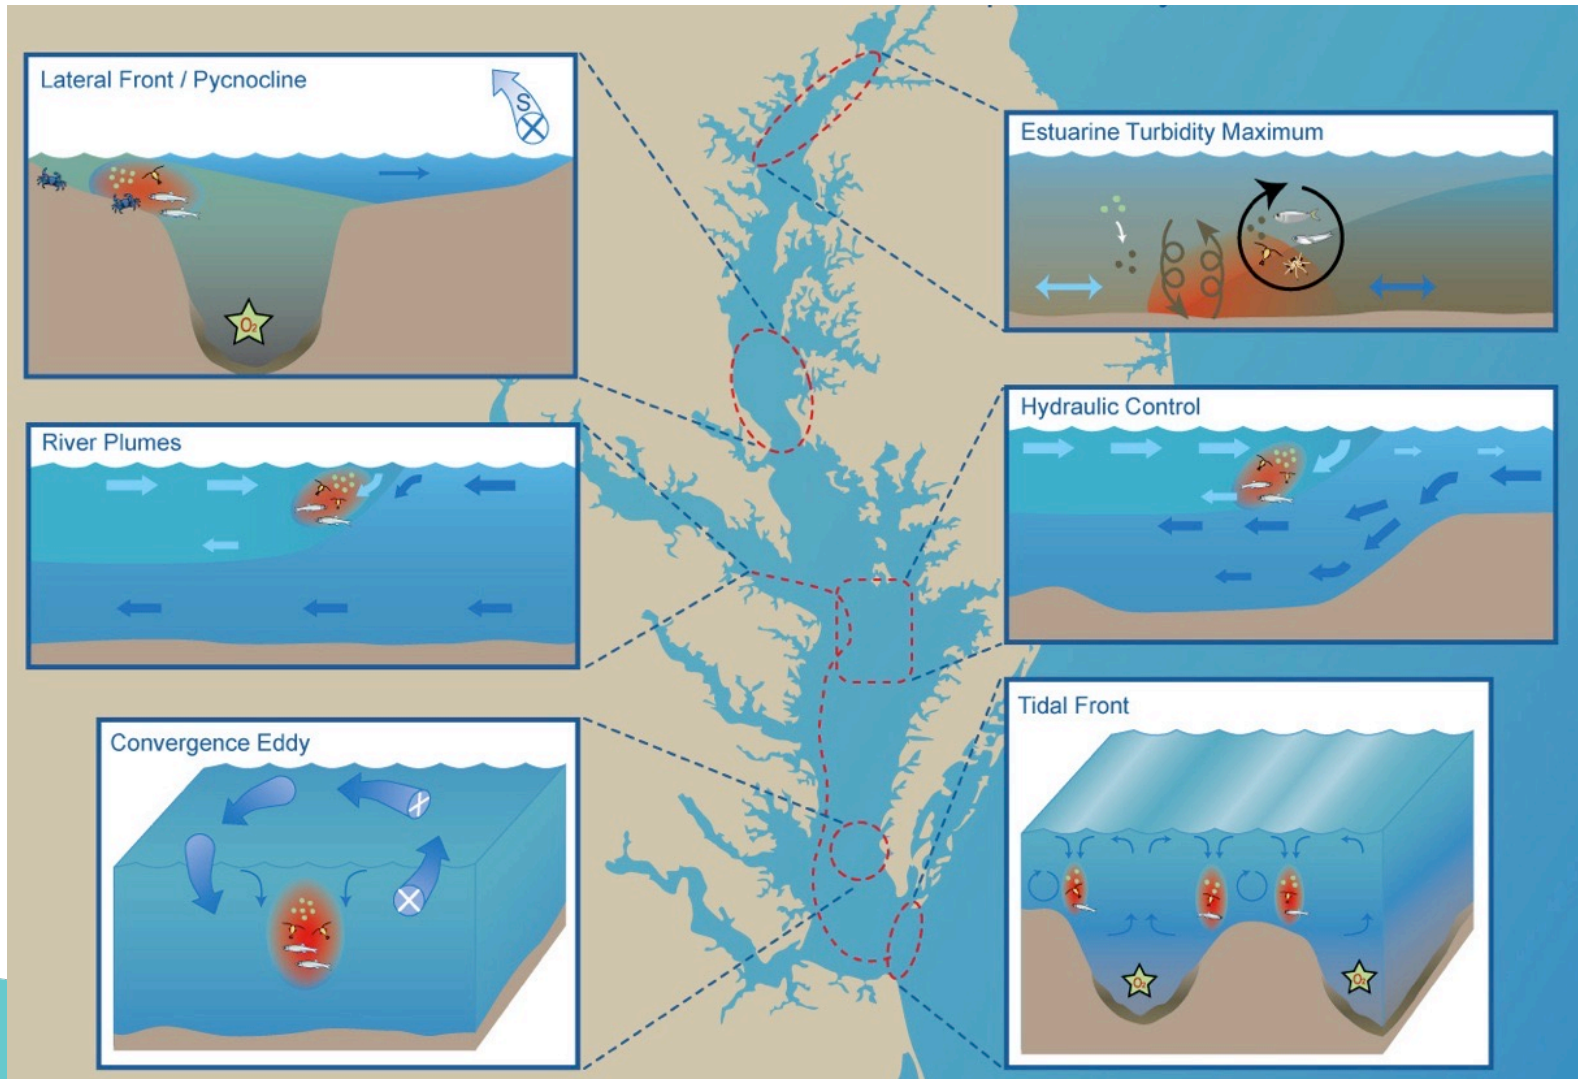 Lateral Front / Pycnocline
S
O₂
Estuarine Turbidity Maximum
River Plumes
Hydraulic Control
Convergence Eddy
Tidal Front
O₂
O₂